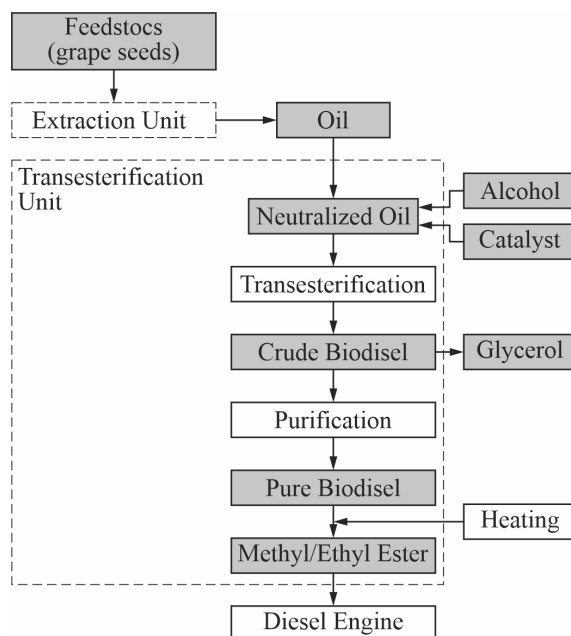 Feedstocs
(grape seeds)
Extraction Unit
Oil
Transesterification
Unit
Alcohol
Neutralized Oil
Catalyst
Transesterification
Crude Biodisel
Glycerol
Purification
Pure Biodisel
Heating
Methyl/Ethyl Ester
Diesel Engine